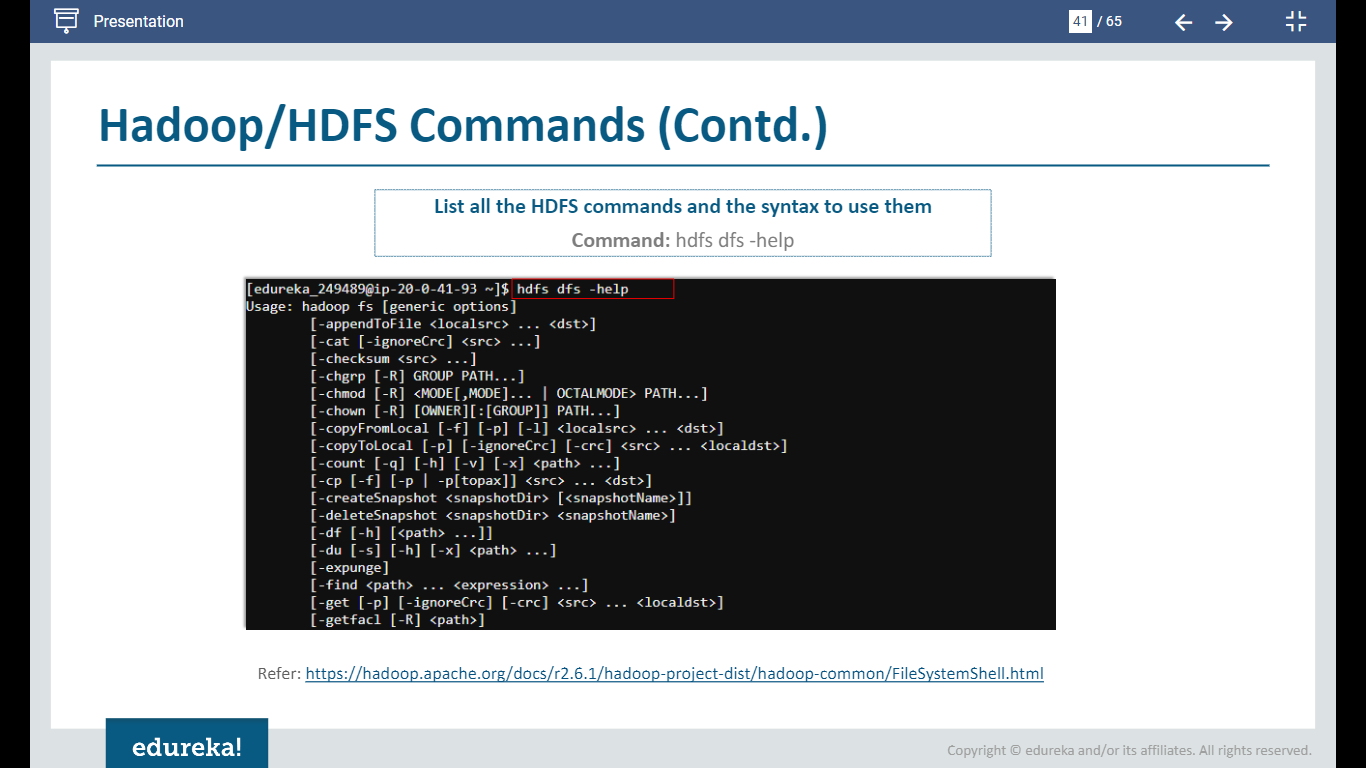 Presentation
41 / 65
Hadoop/HDFS Commands (Contd.)
List all the HDFS commands and the syntax to use them
Command: hdfs dfs -help
[edureka_249489@ip-20-0-41-93 ~]$ hdfs dfs -help
Usage: hadoop fs [generic options]
[-appendToFile <localsrc> ... <dst>]
[-cat [-ignoreCrc] <src> ...]
[-checksum <src> ...]
[-chgrp [-R] GROUP PATH...]
[-chmod [-R] <MODE[,MODE]... | OCTALMODE> PATH...]
[-chown [-R] [OWNER][:[GROUP]] PATH...]
[-copyFromLocal [-f] [-p] [-l] <localsrc> ... <dst>]
[-copyToLocal [-p] [-ignoreCrc] [-crc] <src> ... <localdst>]
[-count [-q] [-h] [-v] [-x] <path> ...]
[-cp [-f] [-p | -p[topax]] <src> ... <dst>]
[-createSnapshot <snapshotDir> [<snapshotName>]]
[-deleteSnapshot <snapshotDir> <snapshotName>]
[-df [-h] [<path> ...]]
[-du [-s] [-h] [-x] <path> ...]
[-expunge]
[-find <path> ... <expression> ...]
[-get [-p] [-ignoreCrc] [-crc] <src> ... <localdst>]
[-getfacl [-R] <path>]
Refer: https://hadoop.apache.org/docs/r2.6.1/hadoop-project-dist/hadoop-common/FileSystemShell.html
edureka!
Copyright © edureka and/or its affiliates. All rights reserved.